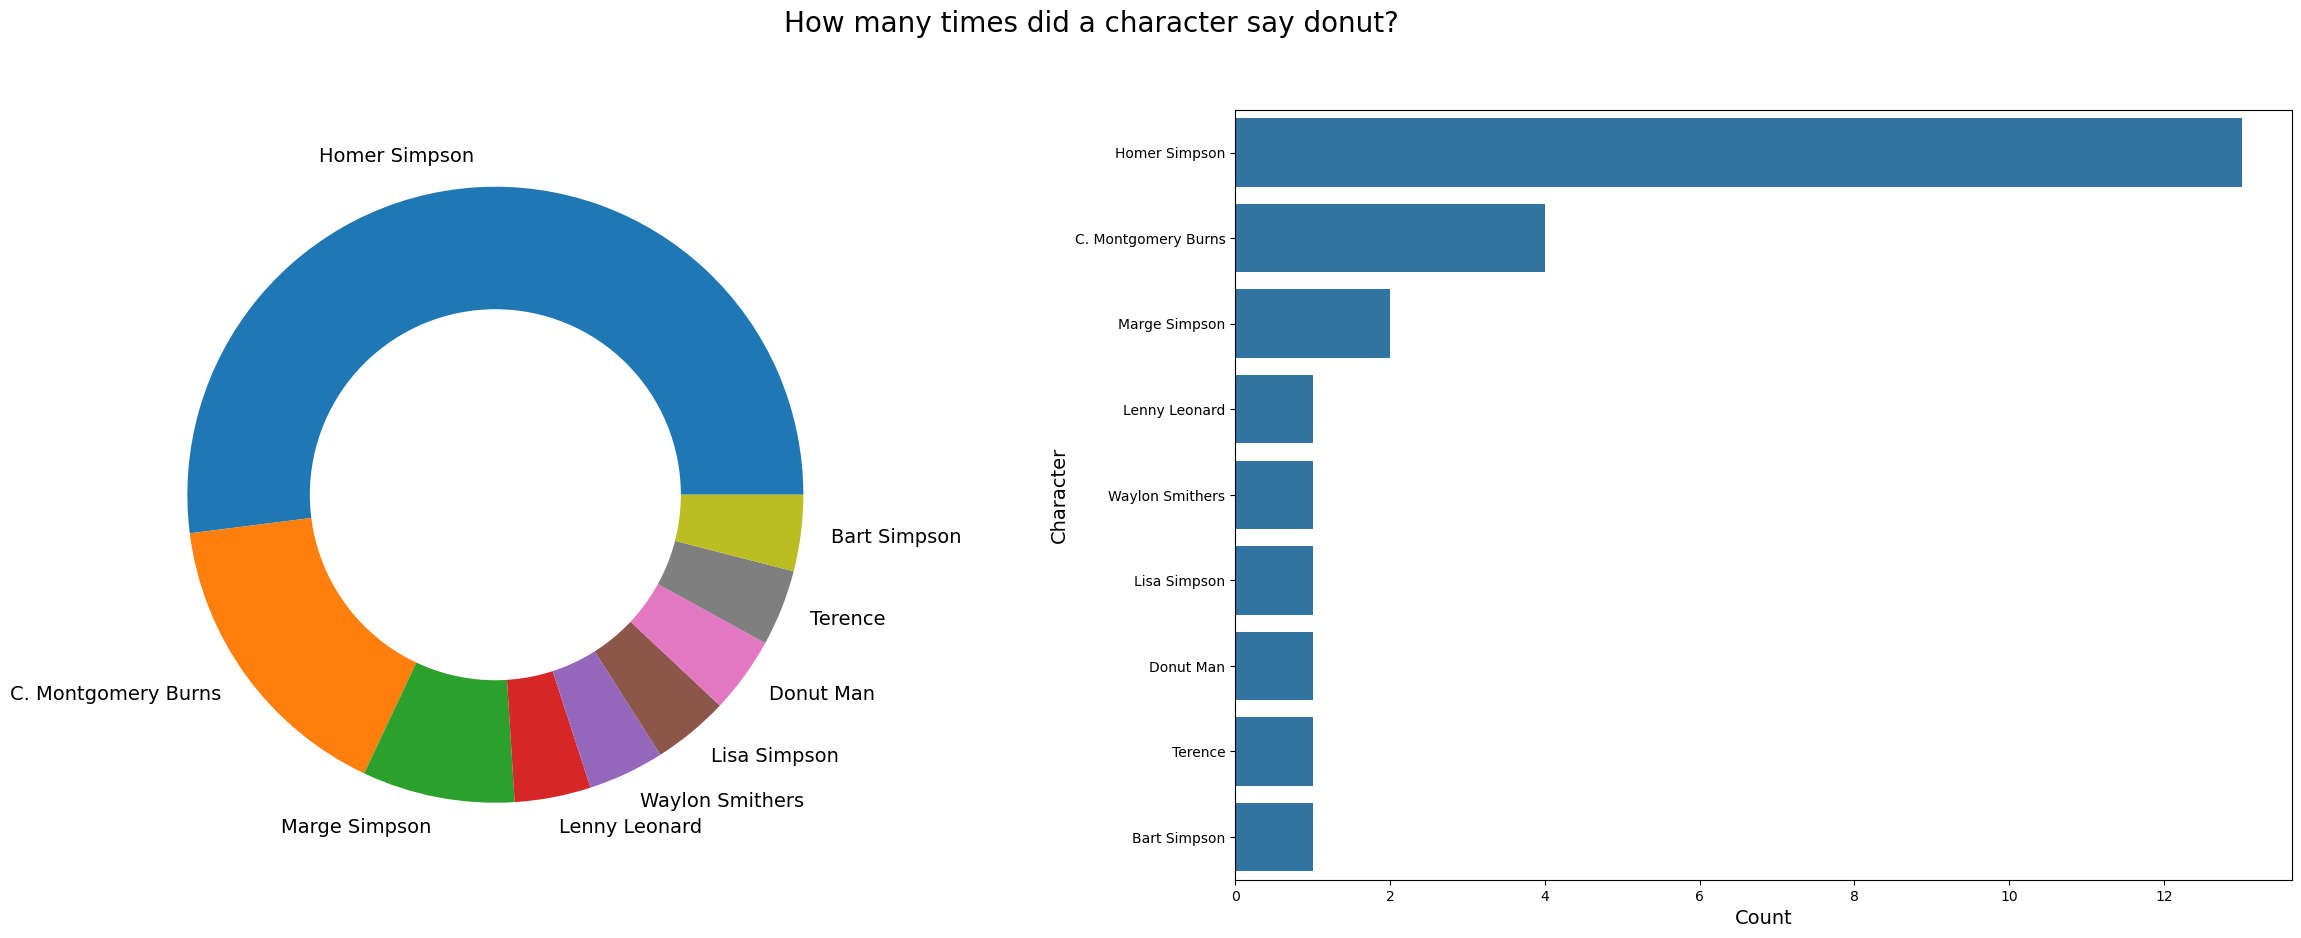 How many times did a character say donut?
Homer Simpson
C. Montgomery Burns
Marge Simpson
Lenny Leonard
Waylon Smithers
Lisa Simpson
Donut Man
Terence
Bart Simpson
Character
Homer Simpson
C. Montgomery Burns
Marge Simpson
Lenny Leonard
Waylon Smithers
Lisa Simpson
Donut Man
Terence
Bart Simpson
0 2 4 6 8 10 12
Count